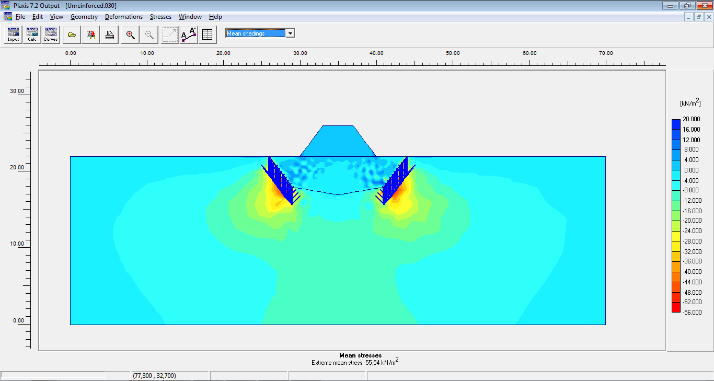 Plaxis 7.2 Output - [Unreinforced.030]
File Edit View Geometry Deformations Stresses Window Help
Input Calc Curves
Mean shadings
0.00 10.00 20.00 30.00 40.00 50.00 60.00 70.00
30.00
20.00
10.00
0.00
[kN/m2]
20.000
16.000
12.000
8.000
4.000
0.000
-4.000
-8.000
-12.000
-16.000
-20.000
-24.000
-28.000
-32.000
-36.000
-40.000
-44.000
-48.000
-52.000
-56.000
Mean stresses
Extreme mean stress -55,04 kN/m2
(77,300 , 32,700)